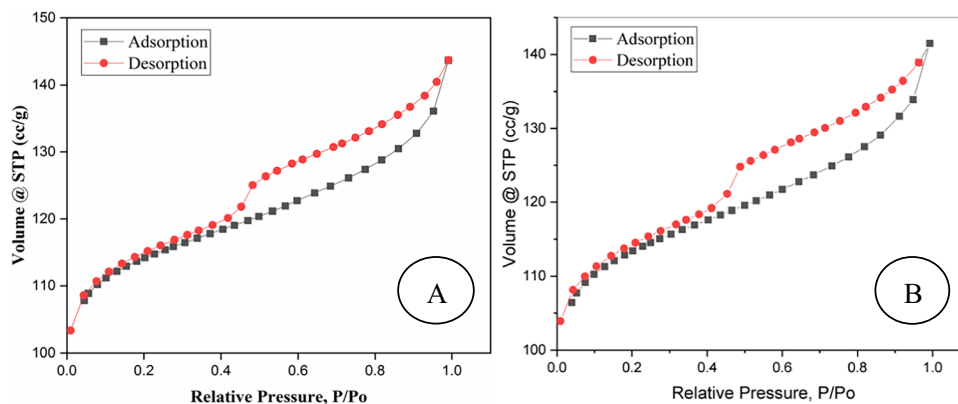 150
140
130
120
110
100
Volume @ STP (cc/g)
Adsorption
Desorption
A
0.0 0.2 0.4 0.6 0.8 1.0
Relative Pressure, P/Po
140
130
120
110
100
Volume @ STP (cc/g)
Adsorption
Desorption
B
0.0 0.2 0.4 0.6 0.8 1.0
Relative Pressure, P/Po